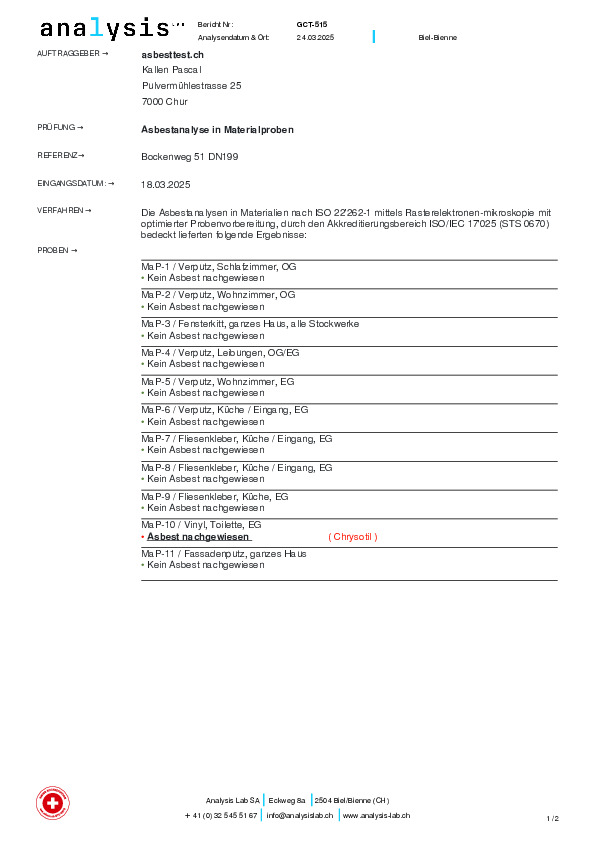 analysis
Bericht Nr: GCT-515
Analysendatum & Ort: 24.03.2025 Biel-Bienne
AUFTRAGGEBER → asbesttest.ch
Kallen Pascal
Pulvermühlestrasse 25
7000 Chur
PRÜFUNG → Asbestanalyse in Materialproben
REFERENZ → Bockenweg 51 DN199
EINGANGSDATUM: → 18.03.2025
VERFAHREN → Die Asbestanalysen in Materialien nach ISO 22'262-1 mittels Rasterelektronen-mikroskopie mit
optimierter Probenvorbereitung, durch den Akkreditierungsbereich ISO/IEC 17'025 (STS 0670)
bedeckt lieferten folgende Ergebnisse:
PROBEN →
MaP-1 / Verputz, Schlafzimmer, OG
• Kein Asbest nachgewiesen
MaP-2 / Verputz, Wohnzimmer, OG
• Kein Asbest nachgewiesen
MaP-3 / Fensterkitt, ganzes Haus, alle Stockwerke
• Kein Asbest nachgewiesen
MaP-4 / Verputz, Leibungen, OG/EG
• Kein Asbest nachgewiesen
MaP-5 / Verputz, Wohnzimmer, EG
• Kein Asbest nachgewiesen
MaP-6 / Verputz, Küche / Eingang, EG
• Kein Asbest nachgewiesen
MaP-7 / Fliesenkleber, Küche / Eingang, EG
• Kein Asbest nachgewiesen
MaP-8 / Fliesenkleber, Küche / Eingang, EG
• Kein Asbest nachgewiesen
MaP-9 / Fliesenkleber, Küche, EG
• Kein Asbest nachgewiesen
MaP-10 / Vinyl, Toilette, EG
• Asbest nachgewiesen ( Chrysotil )
MaP-11 / Fassadenputz, ganzes Haus
• Kein Asbest nachgewiesen
Analysis Lab SA | Eckweg 8a | 2504 Biel/Bienne (CH)
+ 41 (0) 32 545 51 67 | info@analysislab.ch | www.analysis-lab.ch
1 / 2